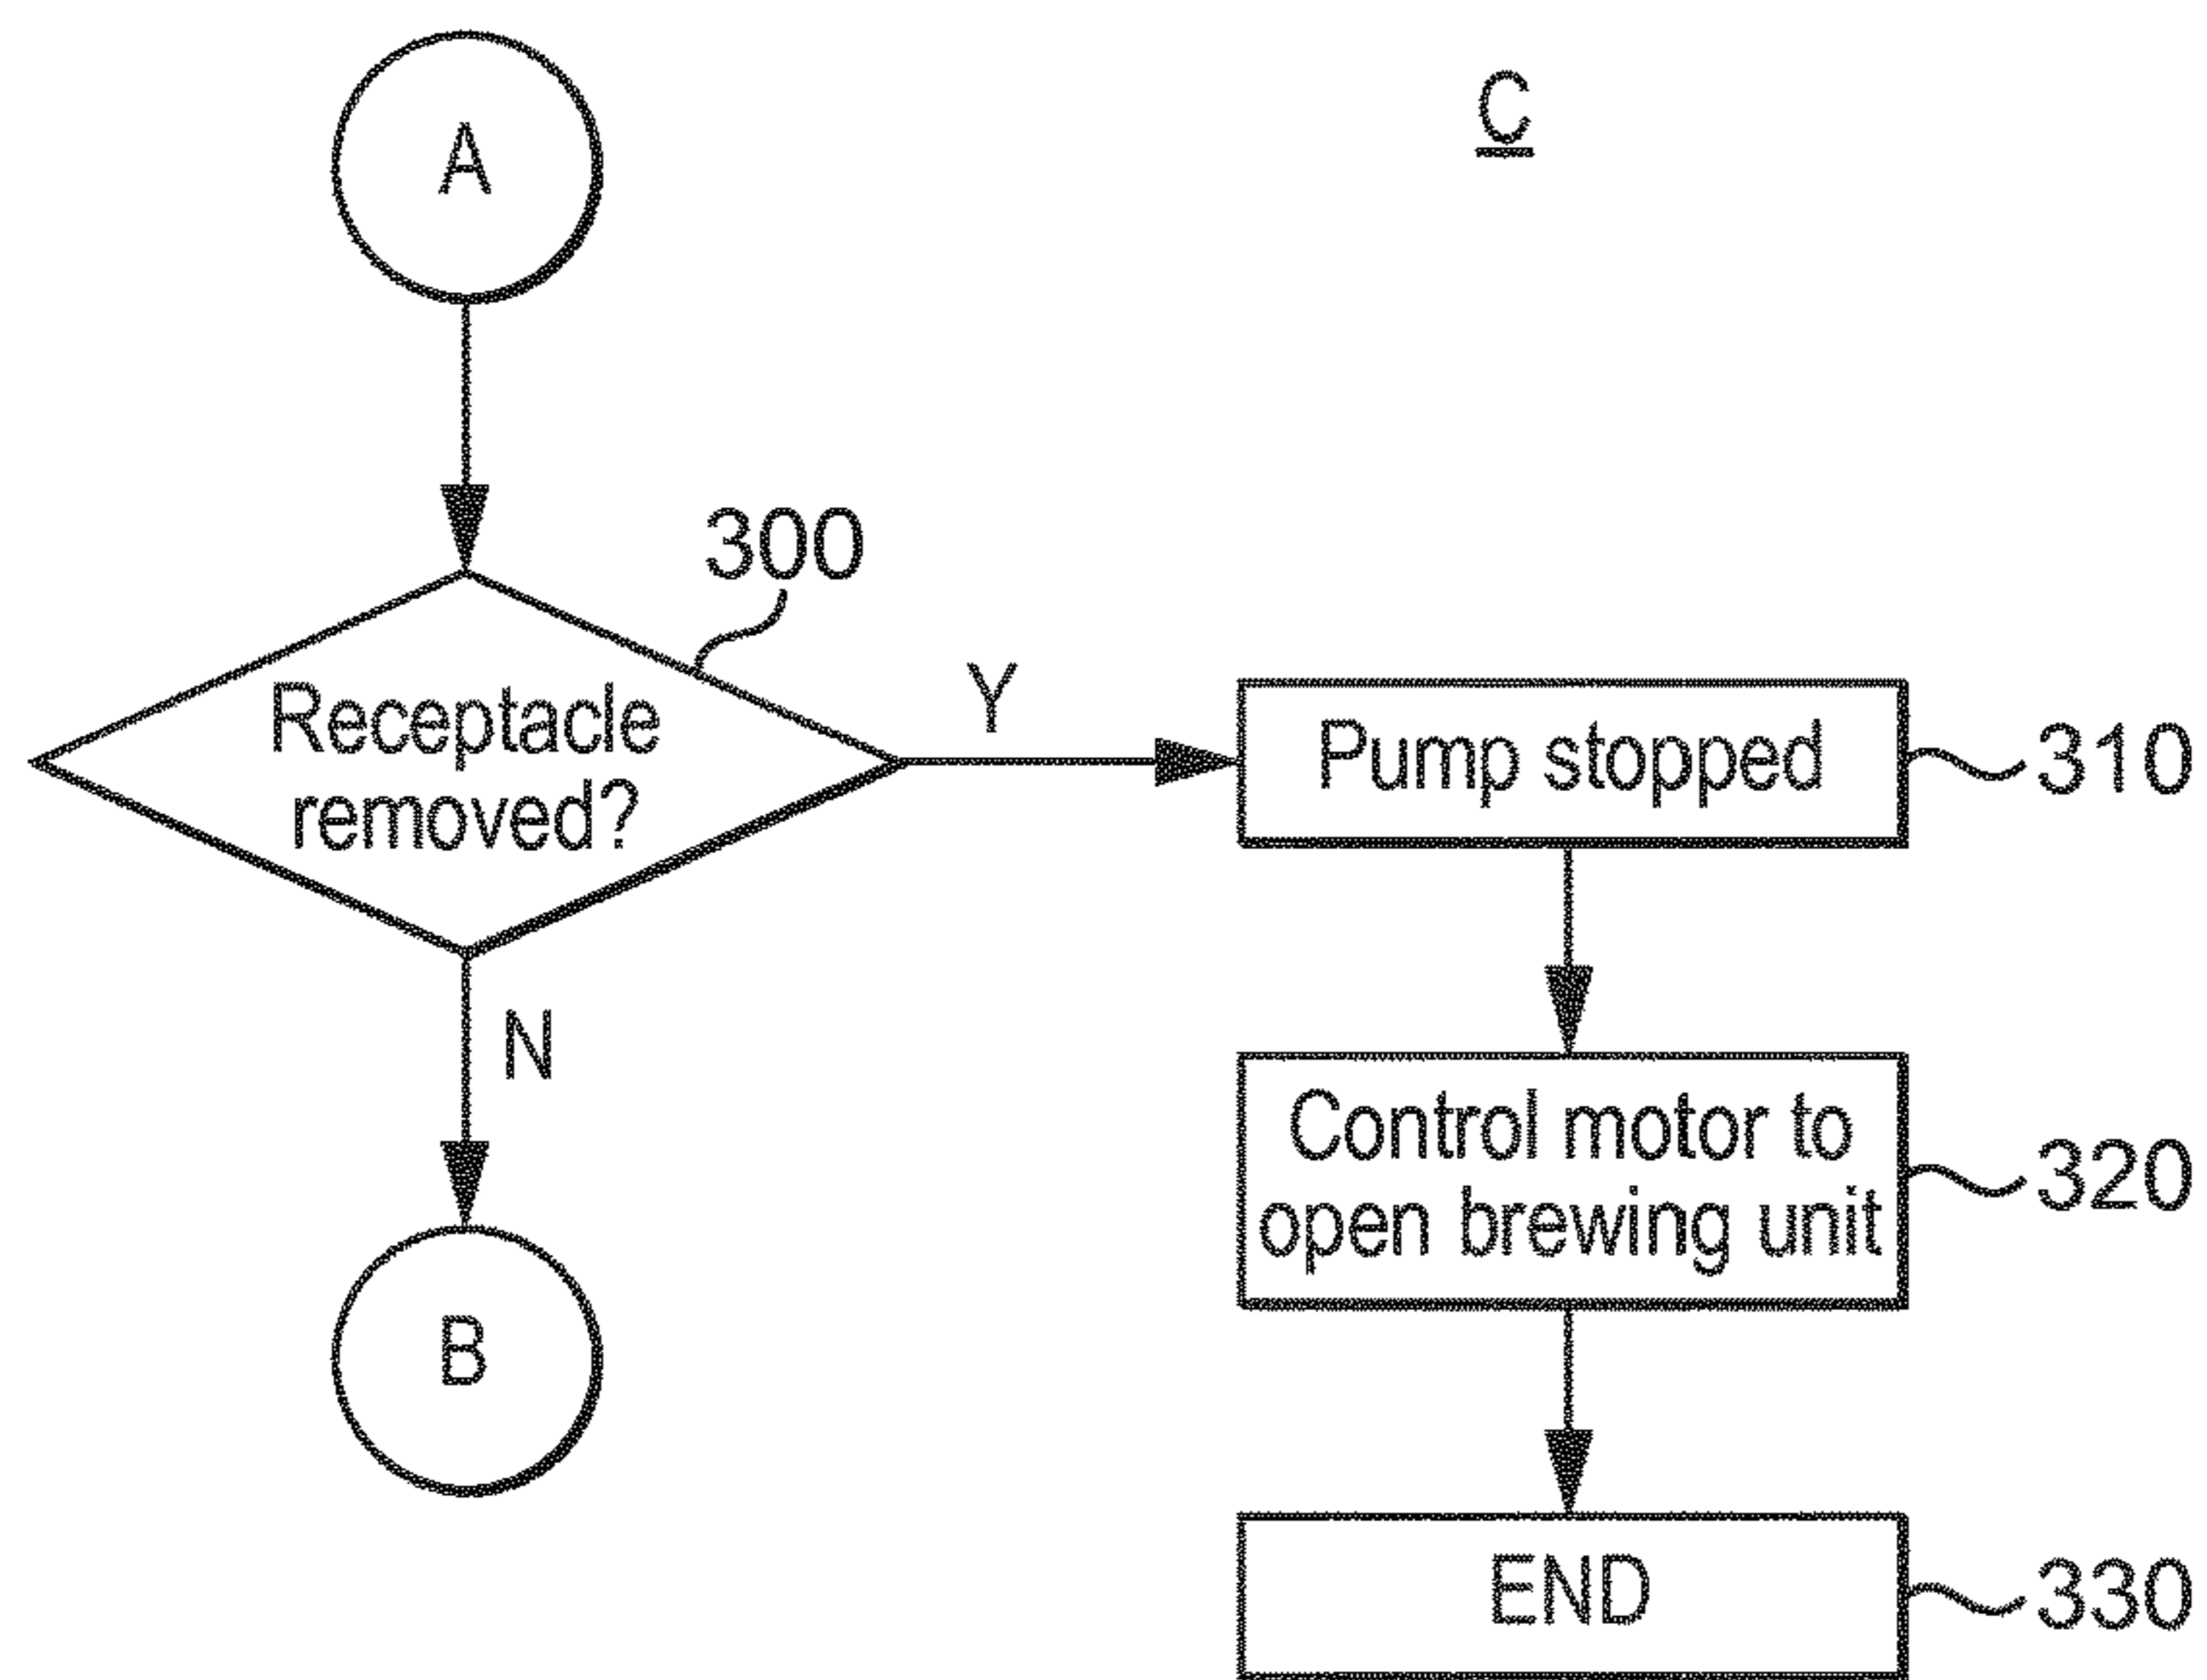 A
C
300
Receptacle
removed?
Y
Pump stopped
310
N
Control motor to
open brewing unit
320
B
END
330